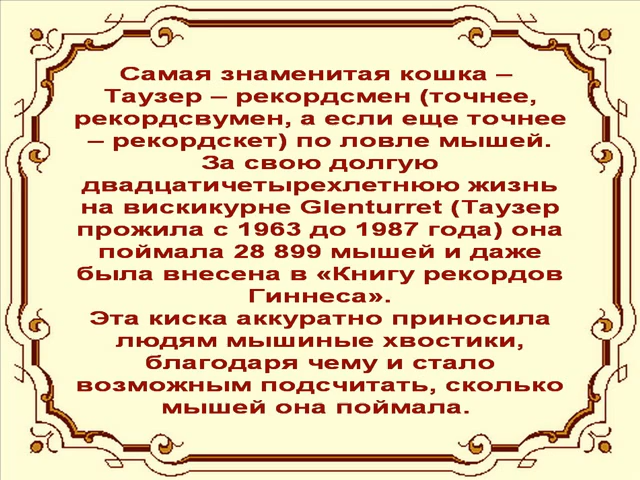 Самая знаменитая кошка –
Таузер – рекордсмен (точнее,
рекордсвумен, а если еще точнее
– рекордскет) по ловле мышей.
За свою долгую
двадцатичетырехлетнюю жизнь
на вискикурне Glenturret (Таузер
прожила с 1963 до 1987 года) она
поймала 28 899 мышей и даже
была внесена в «Книгу рекордов
Гиннеса».
Эта киска аккуратно приносила
людям мышиные хвостики,
благодаря чему и стало
возможным подсчитать, сколько
мышей она поймала.